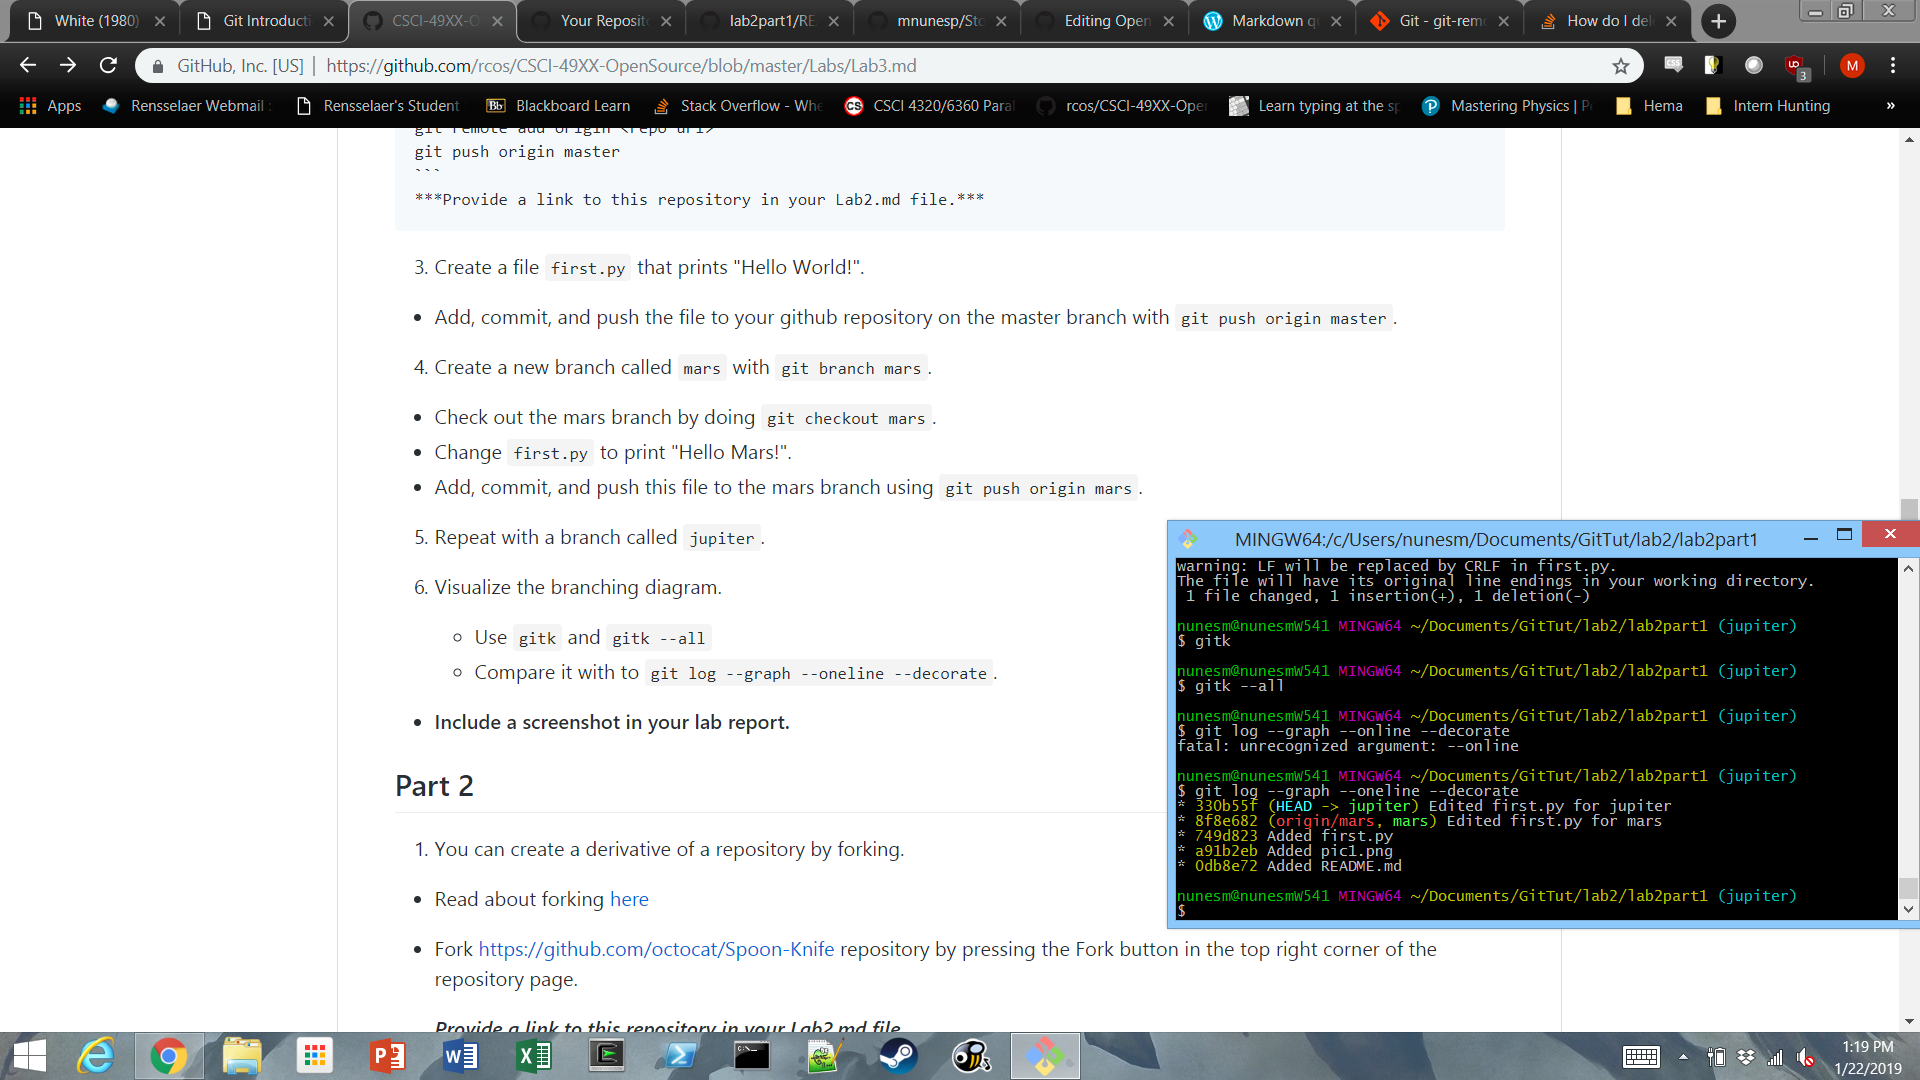 White (1980)
Git Introducti
CSCI-49XX-O
Your Reposit
lab2part1/RE
mnunesp/Sto
Editing Open
Markdown q
Git - git-rem
How do I del
GitHub, Inc. [US] | https://github.com/rcos/CSCI-49XX-OpenSource/blob/master/Labs/Lab3.md
CSS
3
M
Apps
Rensselaer Webmail :
Rensselaer's Student
Bb Blackboard Learn
Stack Overflow - Whe
CS CSCI 4320/6360 Paral
rcos/CSCI-49XX-Oper
Learn typing at the sp
Mastering Physics | P
Hema
Intern Hunting
»
git remote add origin <repo url>
git push origin master
```
***Provide a link to this repository in your Lab2.md file.***
3. Create a file first.py that prints "Hello World!".
• Add, commit, and push the file to your github repository on the master branch with git push origin master.
4. Create a new branch called mars with git branch mars.
• Check out the mars branch by doing git checkout mars.
• Change first.py to print "Hello Mars!".
• Add, commit, and push this file to the mars branch using git push origin mars.
5. Repeat with a branch called jupiter.
6. Visualize the branching diagram.
Use gitk and gitk --all
Compare it with to git log --graph --oneline --decorate.
• Include a screenshot in your lab report.
Part 2
1. You can create a derivative of a repository by forking.
• Read about forking here
• Fork https://github.com/octocat/Spoon-Knife repository by pressing the Fork button in the top right corner of the
repository page.
Provide a link to this repository in your Lab2.md file
MINGW64:/c/Users/nunesm/Documents/GitTut/lab2/lab2part1
warning: LF will be replaced by CRLF in first.py.
The file will have its original line endings in your working directory.
1 file changed, 1 insertion(+), 1 deletion(-)
nunesm@nunesmW541 MINGW64 ~/Documents/GitTut/lab2/lab2part1 (jupiter)
$ gitk
nunesm@nunesmW541 MINGW64 ~/Documents/GitTut/lab2/lab2part1 (jupiter)
$ gitk --all
nunesm@nunesmW541 MINGW64 ~/Documents/GitTut/lab2/lab2part1 (jupiter)
$ git log --graph --online --decorate
fatal: unrecognized argument: --online
nunesm@nunesmW541 MINGW64 ~/Documents/GitTut/lab2/lab2part1 (jupiter)
$ git log --graph --oneline --decorate
* 330b55f (HEAD -> jupiter) Edited first.py for jupiter
* 8f8e682 (origin/mars, mars) Edited first.py for mars
* 749d823 Added first.py
* a91b2eb Added pic1.png
* 0db8e72 Added README.md
nunesm@nunesmW541 MINGW64 ~/Documents/GitTut/lab2/lab2part1 (jupiter)
$
1:19 PM
1/22/2019